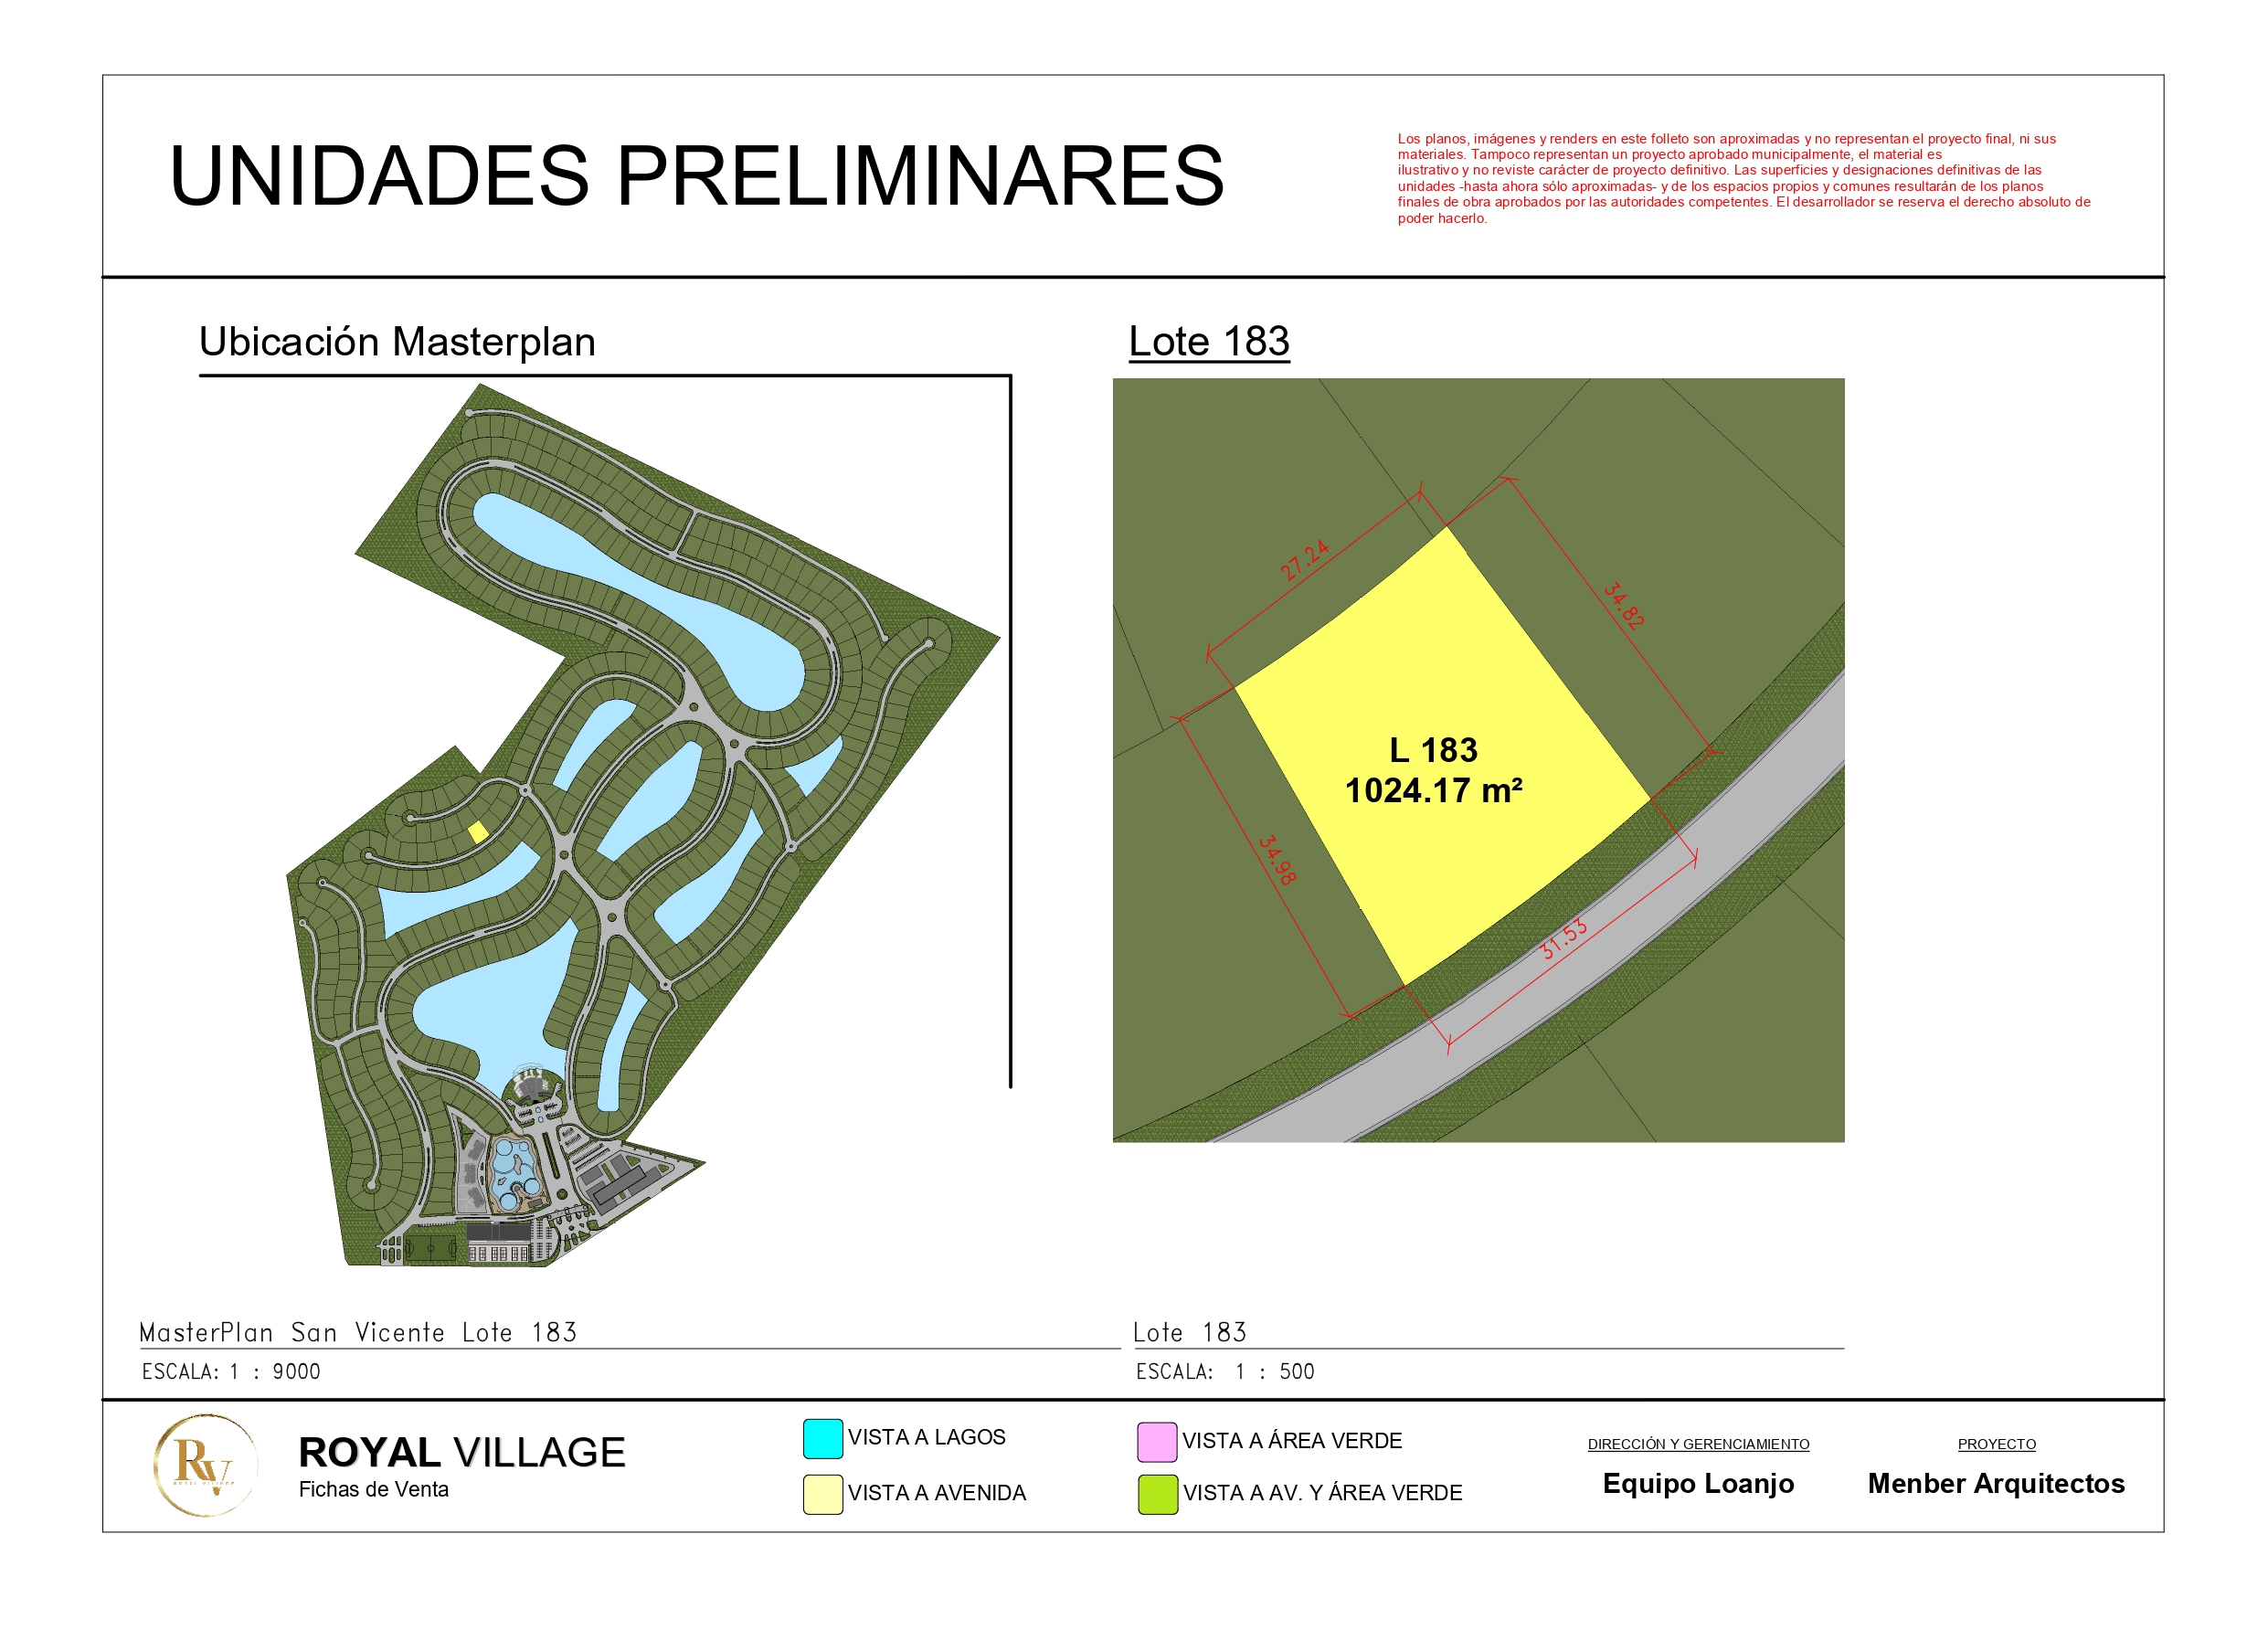 UNIDADES PRELIMINARES
Los planos, imágenes y renders en este folleto son aproximadas y no representan el proyecto final, ni sus
materiales. Tampoco representan un proyecto aprobado municipalmente, el material es
ilustrativo y no reviste carácter de proyecto definitivo. Las superficies y designaciones definitivas de las
unidades -hasta ahora sólo aproximadas- y de los espacios propios y comunes resultarán de los planos
finales de obra aprobados por las autoridades competentes. El desarrollador se reserva el derecho absoluto de
poder hacerlo.
Ubicación Masterplan
Lote 183
27.24
34.82
L 183
1024.17 m²
34.98
31.53
MasterPlan San Vicente Lote 183
ESCALA: 1 : 9000
Lote 183
ESCALA: 1 : 500
RV
ROYAL VILLAGE
ROYAL VILLAGE
Fichas de Venta
VISTA A LAGOS
VISTA A AVENIDA
VISTA A ÁREA VERDE
VISTA A AV. Y ÁREA VERDE
DIRECCIÓN Y GERENCIAMIENTO
Equipo Loanjo
PROYECTO
Menber Arquitectos